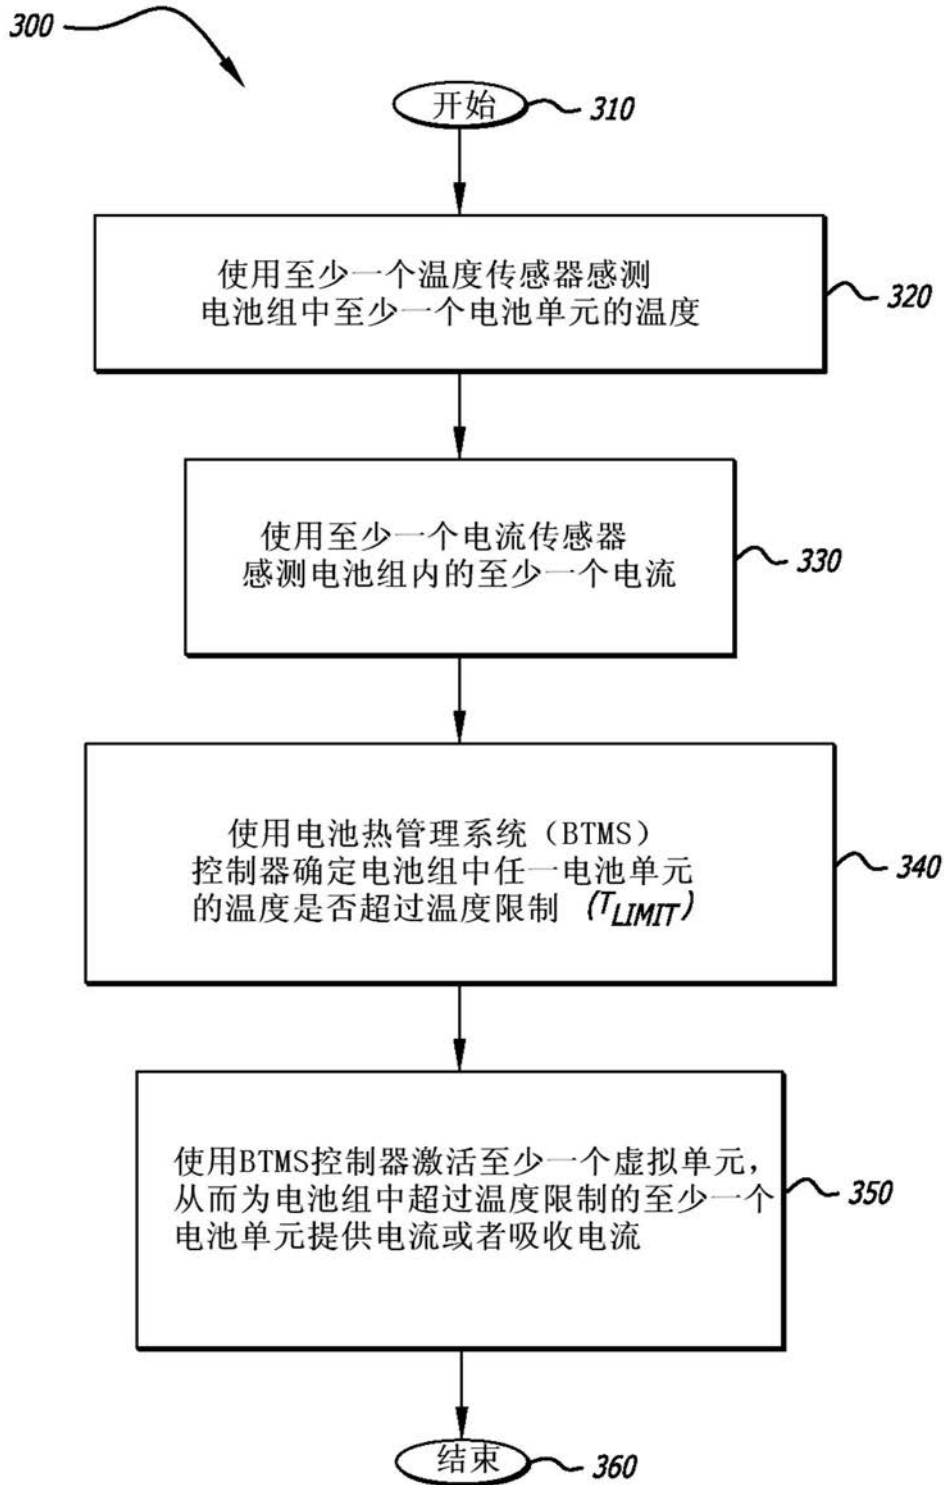 300
开始
310
使用至少一个温度传感器感测
电池组中至少一个电池单元的温度
320
使用至少一个电流传感器
感测电池组内的至少一个电流
330
使用电池热管理系统（BTMS）
控制器确定电池组中任一电池单元
的温度是否超过温度限制 (TLIMIT)
340
使用BTMS控制器激活至少一个虚拟单元，
从而为电池组中超过温度限制的至少一个
电池单元提供电流或者吸收电流
350
结束
360